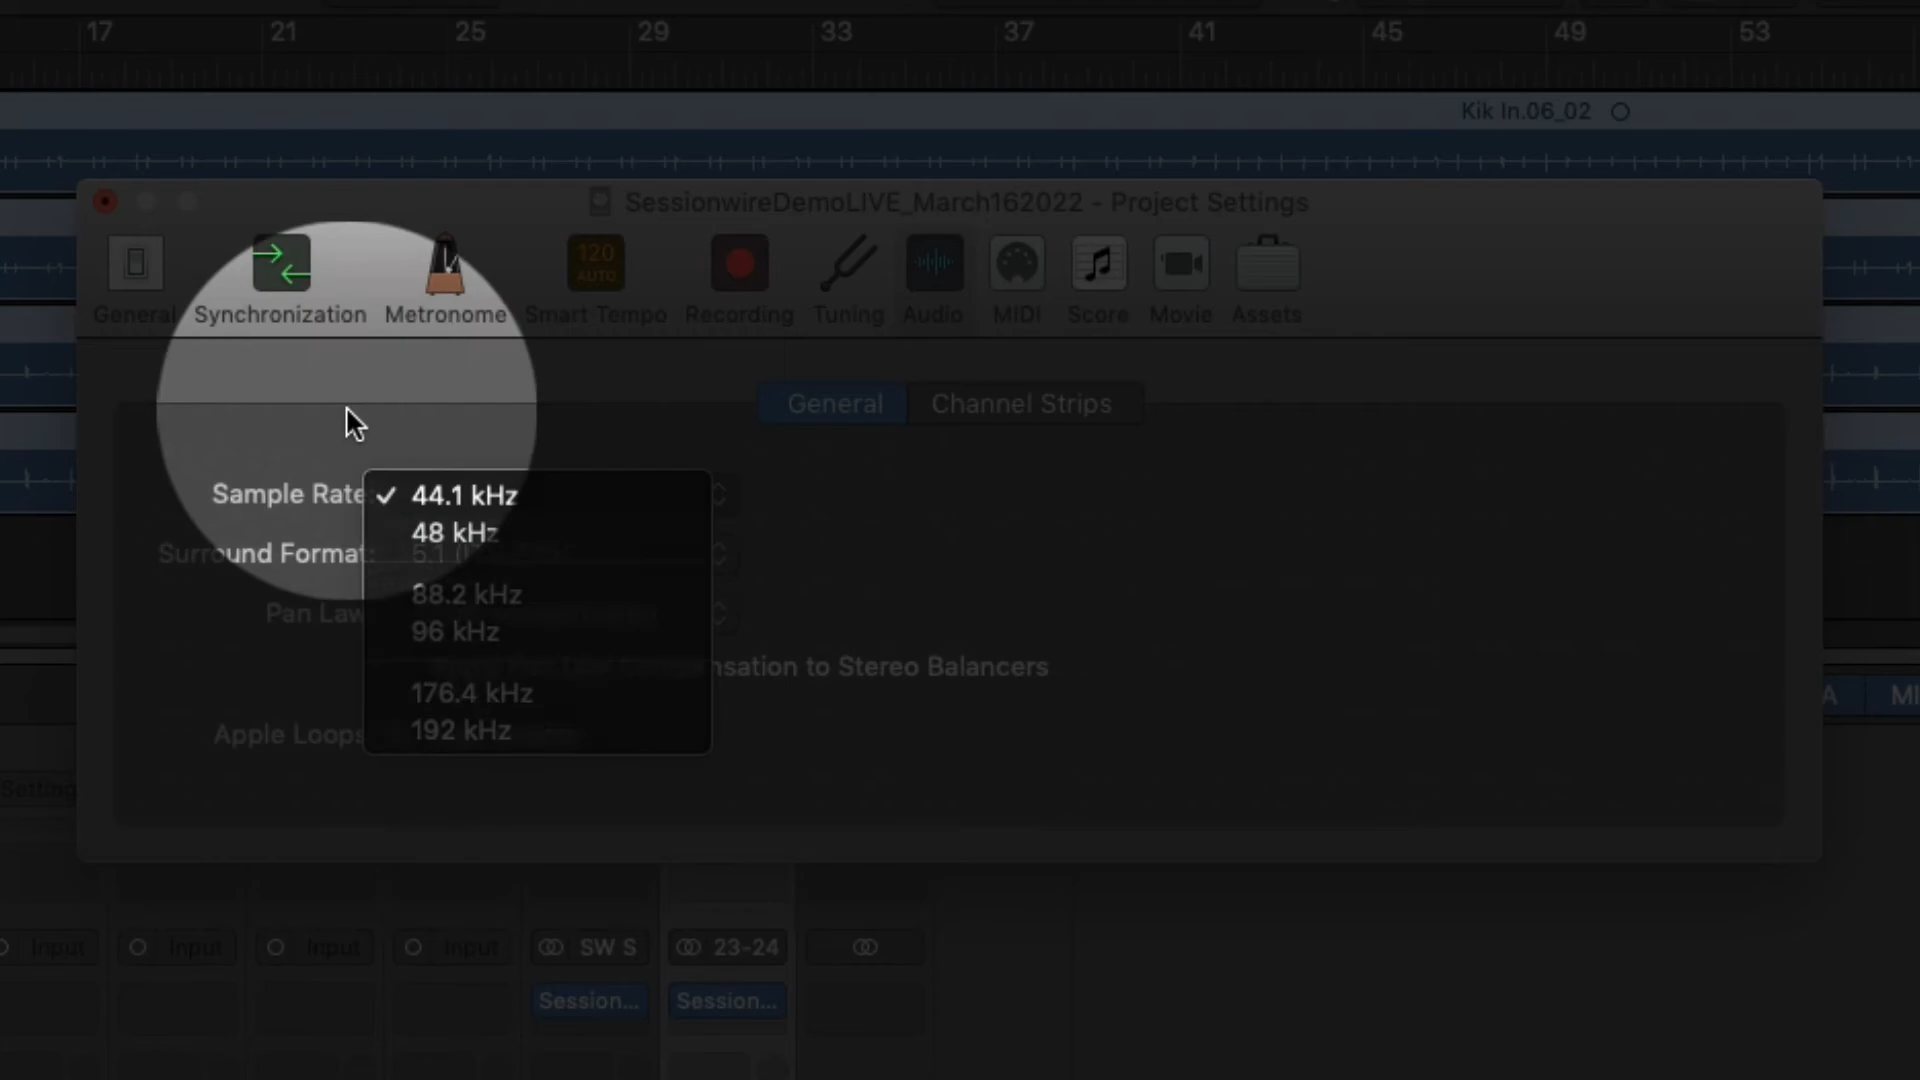 17 21 25 29 33 37 41 45 49 53
Kik In.06_02
SessionwireDemoLIVE_March162022 - Project Settings
120
AUTO
General Synchronization Metronome Smart Tempo Recording Tuning Audio MIDI Score Movie Assets
General Channel Strips
Sample Rate ✓ 44.1 kHz
48 kHz
Surround Format: 5.1
88.2 kHz
Pan Law
96 kHz
to Stereo Balancers
176.4 kHz
192 kHz
Apple Loops
Input Input Input Input SW S 23-24
Session... Session...